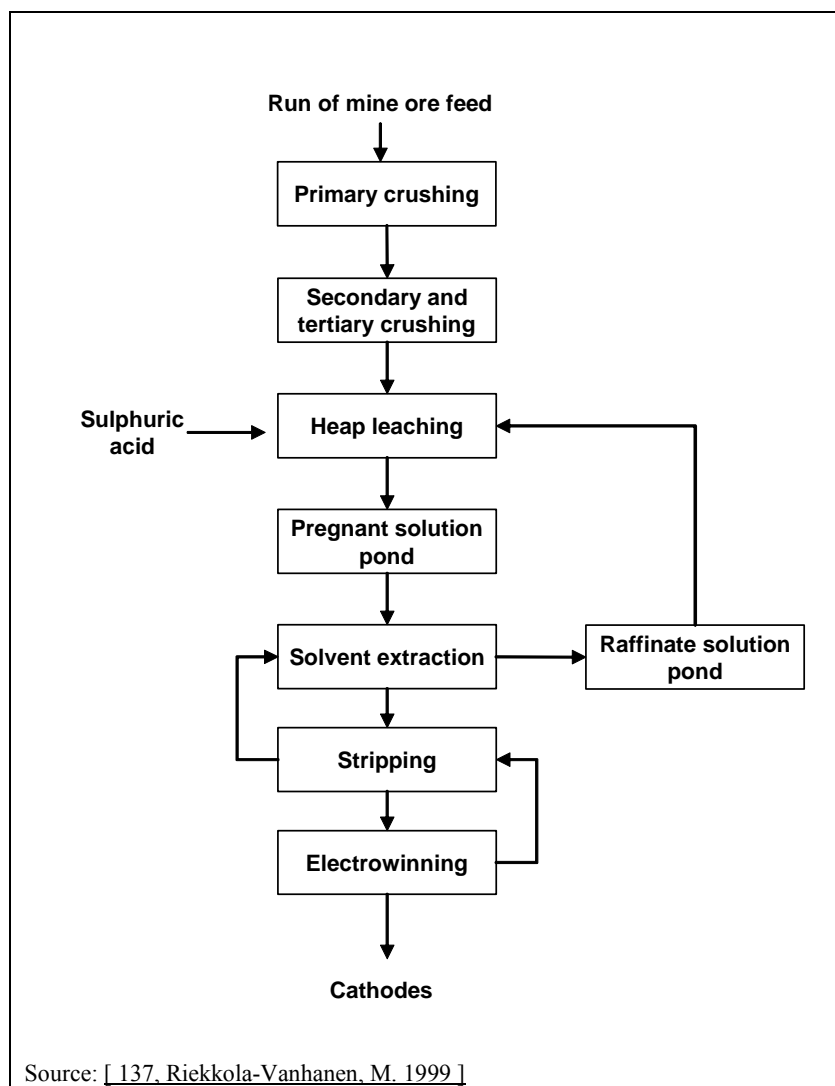 Run of mine ore feed
Primary crushing
Secondary and
tertiary crushing
Sulphuric
acid
Heap leaching
Pregnant solution
pond
Solvent extraction
Raffinate solution
pond
Stripping
Electrowinning
Cathodes
Source: [ 137, Riekkola-Vanhanen, M. 1999 ]